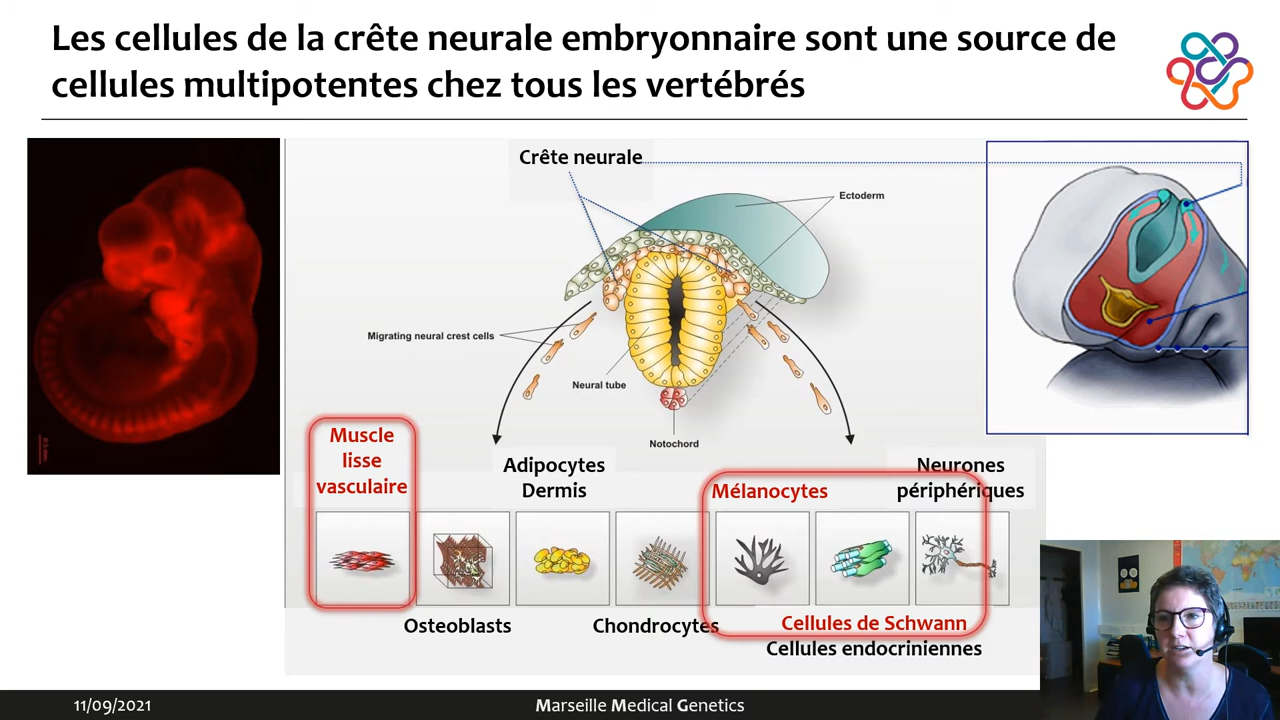 Les cellules de la crête neurale embryonnaire sont une source de
cellules multipotentes chez tous les vertébrés
Crête neurale
Ectoderm
Migrating neural crest cells
Neural tube
Notochord
Muscle
lisse
vasculaire
Adipocytes
Dermis
Mélanocytes
Neurones
périphériques
Osteoblasts
Chondrocytes
Cellules de Schwann
Cellules endocriniennes
11/09/2021
Marseille Medical Genetics